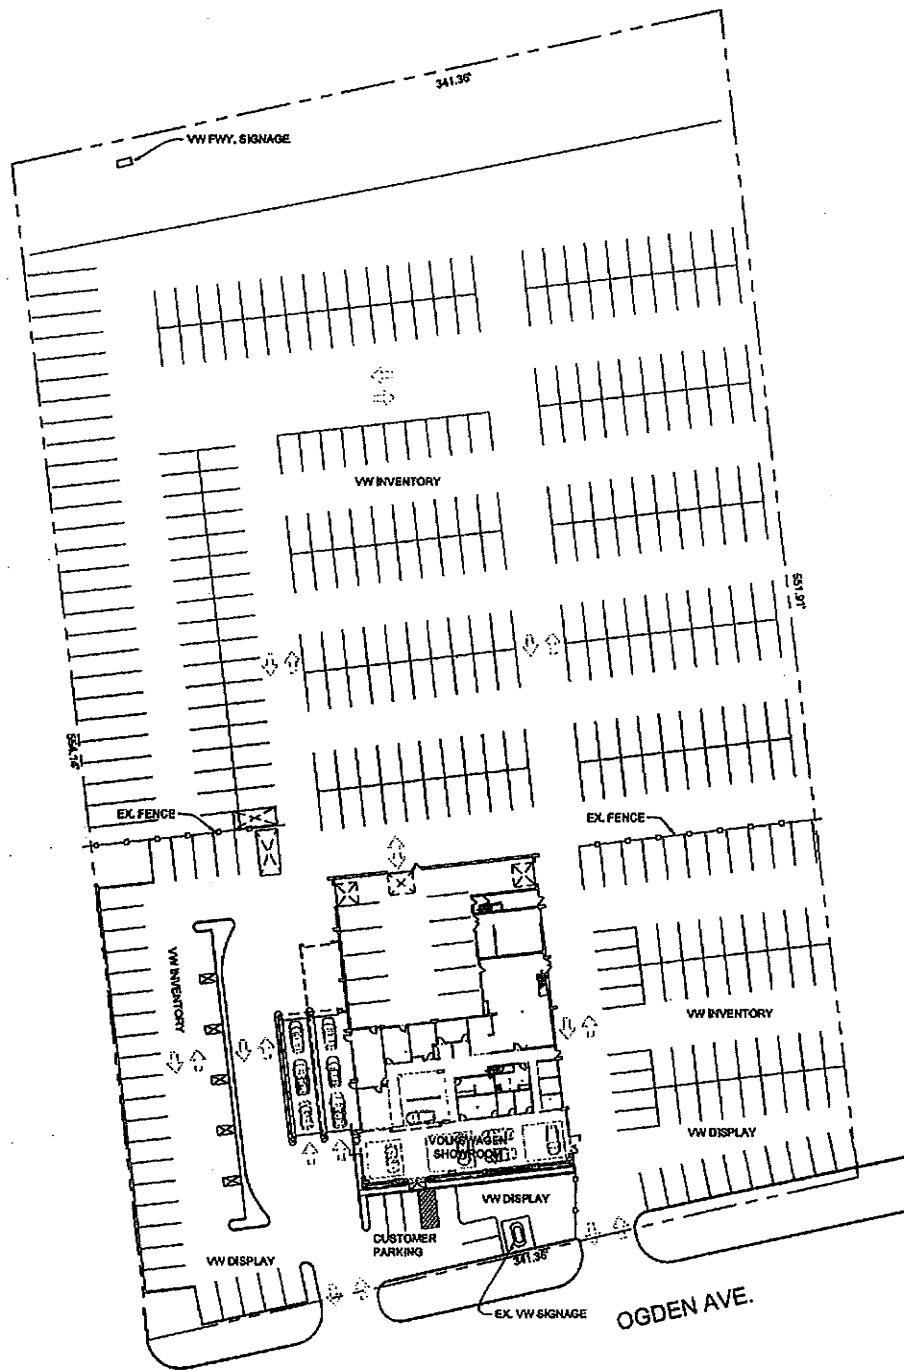 341.36'
VW FWY. SIGNAGE
VW INVENTORY
551.91'
554.74'
EX. FENCE
EX. FENCE
VW INVENTORY
VW INVENTORY
VOLKSWAGEN
SHOWROOM
VW DISPLAY
VW DISPLAY
CUSTOMER
PARKING
VW DISPLAY
341.36'
EX. VW SIGNAGE
OGDEN AVE.